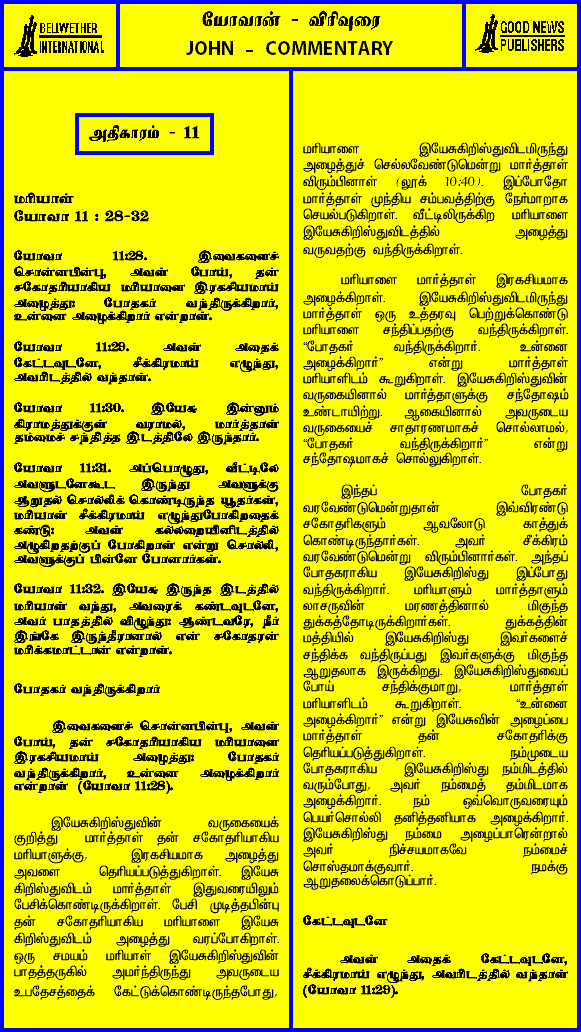 BELWETHER
INTERNATIONAL
யோவான் - விரிவுரை
JOHN - COMMENTARY
GOOD NEWS
PUBLISHERS
அதிகாரம் - 11
மரியாள்
யோவா 11 : 28-32
யோவா 11:28. இவைகளைச்
சொன்னபின்பு, அவள் போய், தன்
சகோதரியாகிய மரியாளை இரகசியமாய்
அழைத்து: போதகர் வந்திருக்கிறார்,
உன்னை அழைக்கிறார் என்றாள்.
யோவா 11:29. அவள் அதைக்
கேட்டவுடனே, சீக்கிரமாய் எழுந்து,
அவரிடத்தில் வந்தாள்.
யோவா 11:30. இயேசு இன்னும்
கிராமத்துக்குள் வராமல், மார்த்தாள்
தம்மைச் சந்தித்த இடத்திலே இருந்தார்.
யோவா 11:31. அப்பொழுது, வீட்டிலே
அவளுடனேகூட இருந்து அவளுக்கு
ஆறுதல் சொல்லிக் கொண்டிருந்த யூதர்கள்,
மரியாள் சீக்கிரமாய் எழுந்துபோகிறதைக்
கண்டு: அவள் கல்லறையினிடத்தில்
அழுகிறதற்குப் போகிறாள் என்று சொல்லி,
அவளுக்குப் பின்னே போனார்கள்.
யோவா 11:32. இயேசு இருந்த இடத்தில்
மரியாள் வந்து, அவரைக் கண்டவுடனே,
அவர் பாதத்தில் விழுந்து: ஆண்டவரே, நீர்
இங்கே இருந்தீரானால் என் சகோதரன்
மரிக்கமாட்டான் என்றாள்.
போதகர் வந்திருக்கிறார்
இவைகளைச் சொன்னபின்பு, அவள்
போய், தன் சகோதரியாகிய மரியாளை
இரகசியமாய் அழைத்து: போதகர்
வந்திருக்கிறார், உன்னை அழைக்கிறார்
என்றாள் (யோவா 11:28).
இயேசுகிறிஸ்துவின் வருகையைக்
குறித்து மார்த்தாள் தன் சகோதரியாகிய
மரியாளுக்கு, இரகசியமாக அழைத்து
அவளை தெரியப்படுத்துகிறாள். இயேசு
கிறிஸ்துவிடம் மார்த்தாள் இதுவரையிலும்
பேசிக்கொண்டிருக்கிறாள். பேசி முடித்தபின்பு
தன் சகோதரியாகிய மரியாளை இயேசு
கிறிஸ்துவிடம் அழைத்து வரப்போகிறாள்.
ஒரு சமயம் மரியாள் இயேசுகிறிஸ்துவின்
பாதத்தருகில் அமர்ந்திருந்து அவருடைய
உபதேசத்தைக் கேட்டுக்கொண்டிருந்தபோது,
மரியாளை இயேசுகிறிஸ்துவிடமிருந்து
அழைத்துச் செல்லவேண்டுமென்று மார்த்தாள்
விரும்பினாள் (லூக் 10:40). இப்போதோ
மார்த்தாள் முந்திய சம்பவத்திற்கு நேர்மாறாக
செயல்படுகிறாள். வீட்டிலிருக்கிற மரியாளை
இயேசுகிறிஸ்துவிடத்தில் அழைத்து
வருவதற்கு வந்திருக்கிறாள்.
மரியாளை மார்த்தாள் இரகசியமாக
அழைக்கிறாள். இயேசுகிறிஸ்துவிடமிருந்து
மார்த்தாள் ஒரு உத்தரவு பெற்றுக்கொண்டு
மரியாளை சந்திப்பதற்கு வந்திருக்கிறாள்.
“போதகர் வந்திருக்கிறார். உன்னை
அழைக்கிறார்” என்று மார்த்தாள்
மரியாளிடம் கூறுகிறாள். இயேசுகிறிஸ்துவின்
வருகையினால் மார்த்தாளுக்கு சந்தோஷம்
உண்டாயிற்று. ஆகையினால் அவருடைய
வருகையைச் சாதாரணமாகச் சொல்லாமல்,
“போதகர் வந்திருக்கிறார்” என்று
சந்தோஷமாகச் சொல்லுகிறாள்.
இந்தப் போதகர்
வரவேண்டுமென்றுதான் இவ்விரண்டு
சகோதரிகளும் ஆவலோடு காத்துக்
கொண்டிருந்தார்கள். அவர் சீக்கிரம்
வரவேண்டுமென்று விரும்பினார்கள். அந்தப்
போதகராகிய இயேசுகிறிஸ்து இப்போது
வந்திருக்கிறார். மரியாளும் மார்த்தாளும்
லாசருவின் மரணத்தினால் மிகுந்த
துக்கத்தோடிருக்கிறார்கள். துக்கத்தின்
மத்தியில் இயேசுகிறிஸ்து இவர்களைச்
சந்திக்க வந்திருப்பது இவர்களுக்கு மிகுந்த
ஆறுதலாக இருக்கிறது. இயேசுகிறிஸ்துவைப்
போய் சந்திக்குமாறு, மார்த்தாள்
மரியாளிடம் கூறுகிறாள். “உன்னை
அழைக்கிறார்” என்று இயேசுவின் அழைப்பை
மார்த்தாள் தன் சகோதரிக்கு
தெரியப்படுத்துகிறாள். நம்முடைய
போதகராகிய இயேசுகிறிஸ்து நம்மிடத்தில்
வரும்போது, அவர் நம்மைத் தம்மிடமாக
அழைக்கிறார். நம் ஒவ்வொருவரையும்
பெயர்சொல்லி தனித்தனியாக அழைக்கிறார்.
இயேசுகிறிஸ்து நம்மை அழைப்பாரென்றால்
அவர் நிச்சயமாகவே நம்மைச்
சொஸ்தமாக்குவார். நமக்கு
ஆறுதலைக்கொடுப்பார்.
கேட்டவுடனே
அவள் அதைக் கேட்டவுடனே,
சீக்கிரமாய் எழுந்து, அவரிடத்தில் வந்தாள்
(யோவா 11:29).